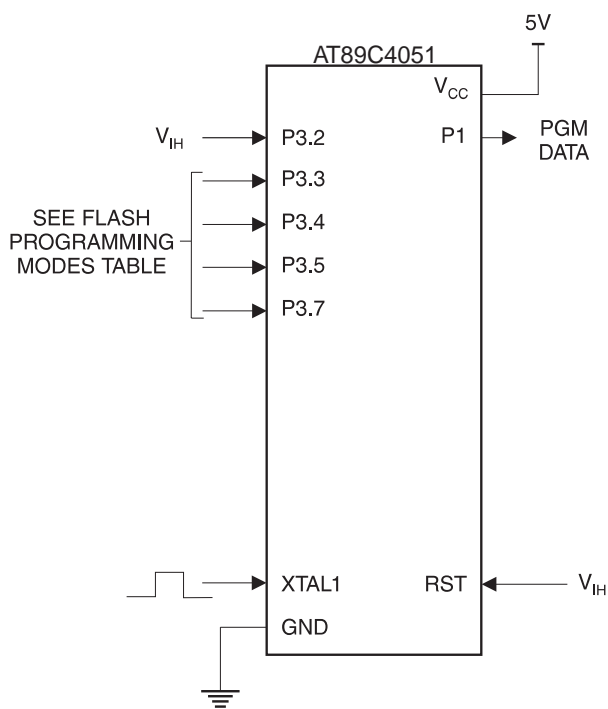 5V
AT89C4051
VCC
VIH
P3.2
P1
PGM
DATA
P3.3
SEE FLASH
PROGRAMMING
MODES TABLE
P3.4
P3.5
P3.7
XTAL1
RST
VIH
GND